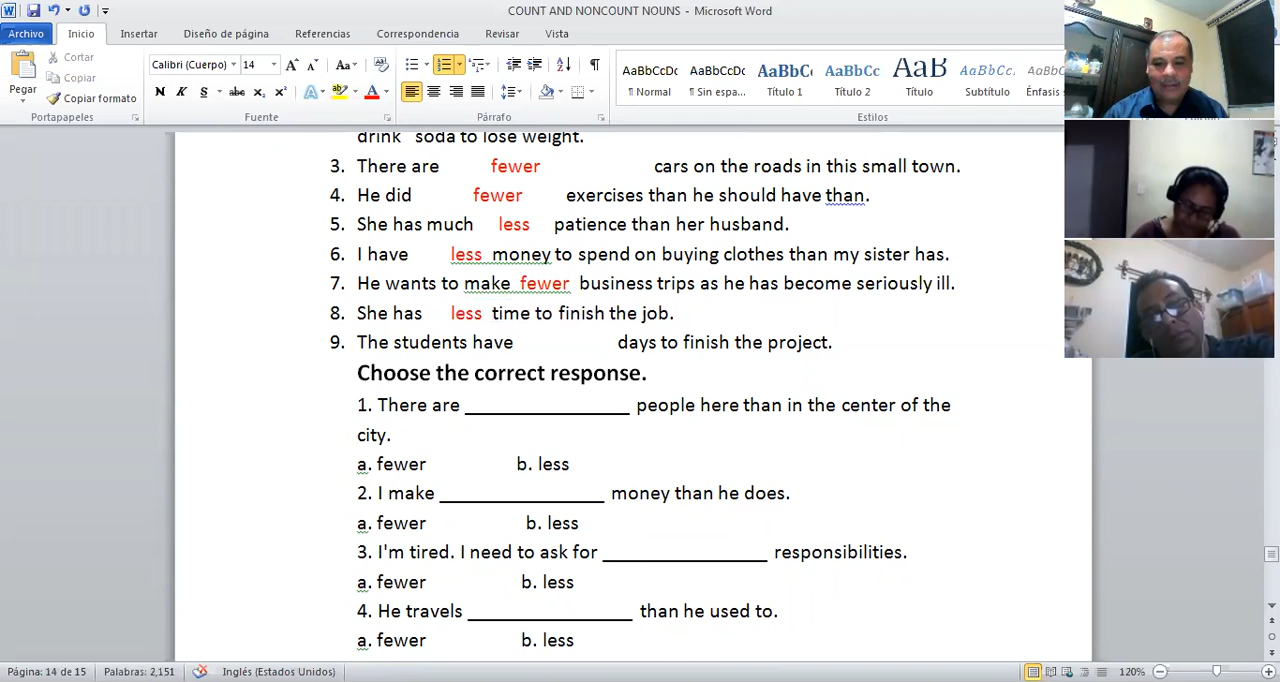 COUNT AND NONCOUNT NOUNS - Microsoft Word
Archivo Inicio Insertar Diseño de página Referencias Correspondencia Revisar Vista
Cortar
Copiar
Copiar formato
Pegar
Portapapeles
Calibri (Cuerpo) 14
Fuente
Párrafo
AaBbCcDc AaBbCcDc AaBbC AaBbCc AaB AaBbCc AaBbCc
¶ Normal ¶ Sin espa... Título 1 Título 2 Título Subtítulo Énfasis
Estilos
drink soda to lose weight.
3. There are fewer cars on the roads in this small town.
4. He did fewer exercises than he should have than.
5. She has much less patience than her husband.
6. I have less money to spend on buying clothes than my sister has.
7. He wants to make fewer business trips as he has become seriously ill.
8. She has less time to finish the job.
9. The students have days to finish the project.
Choose the correct response.
1. There are _______________ people here than in the center of the
city.
a. fewer b. less
2. I make _______________ money than he does.
a. fewer b. less
3. I'm tired. I need to ask for _______________ responsibilities.
a. fewer b. less
4. He travels _______________ than he used to.
a. fewer b. less
Página: 14 de 15 Palabras: 2,151 Inglés (Estados Unidos) 120%